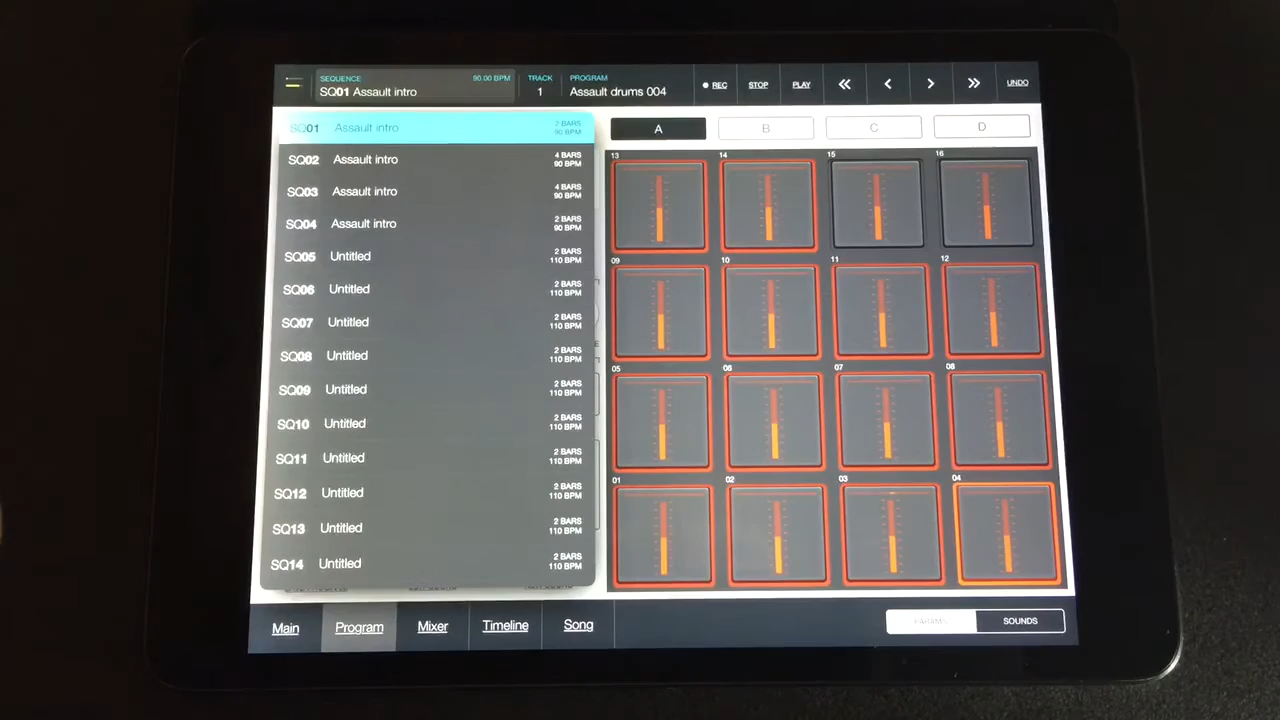 SEQUENCE 90.00 BPM
SQ01 Assault intro
TRACK
1
PROGRAM
Assault drums 004
REC
STOP
PLAY
UNDO
SQ01 Assault intro 2 BARS 90 BPM
SQ02 Assault intro 4 BARS 90 BPM
SQ03 Assault intro 4 BARS 90 BPM
SQ04 Assault intro 2 BARS 90 BPM
SQ05 Untitled 2 BARS 110 BPM
SQ06 Untitled 2 BARS 110 BPM
SQ07 Untitled 2 BARS 110 BPM
SQ08 Untitled 2 BARS 110 BPM
SQ09 Untitled 2 BARS 110 BPM
SQ10 Untitled 2 BARS 110 BPM
SQ11 Untitled 2 BARS 110 BPM
SQ12 Untitled 2 BARS 110 BPM
SQ13 Untitled 2 BARS 110 BPM
SQ14 Untitled 2 BARS 110 BPM
A B C D
13 14 15 16
09 10 11 12
05 06 07 08
01 02 03 04
Main Program Mixer Timeline Song
PARAMS SOUNDS